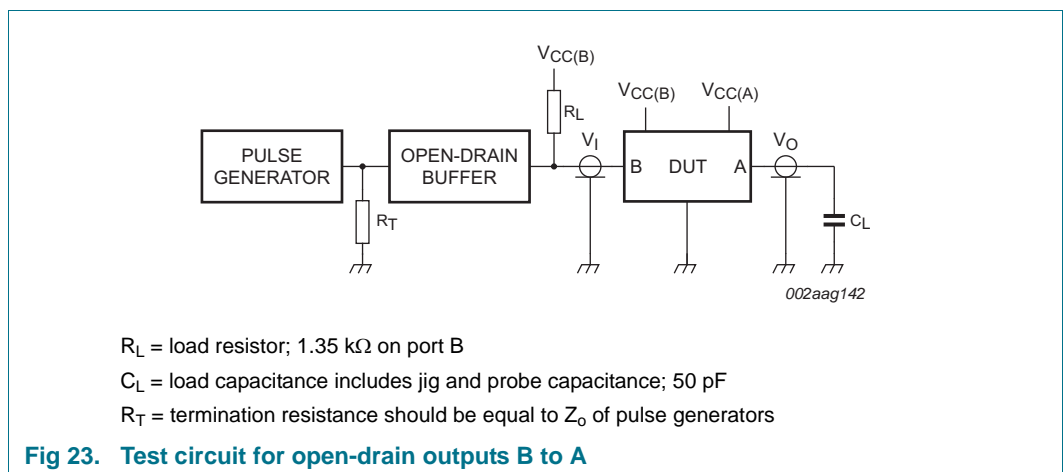 VCC(B)
RL
VCC(B)
VCC(A)
PULSE
GENERATOR
OPEN-DRAIN
BUFFER
VI
B
DUT
A
VO
RT
CL
002aag142
RL = load resistor; 1.35 kΩ on port B
CL = load capacitance includes jig and probe capacitance; 50 pF
RT = termination resistance should be equal to Zo of pulse generators
Fig 23. Test circuit for open-drain outputs B to A